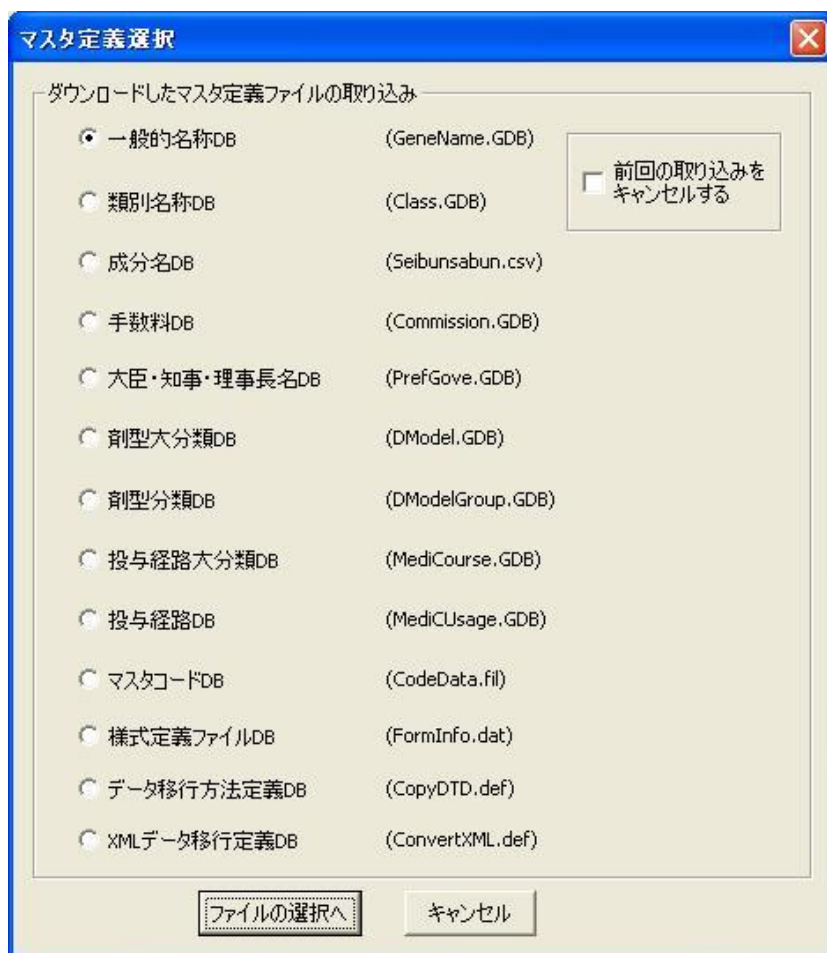 マスタ定義選択
ダウンロードしたマスタ定義ファイルの取り込み
一般的名称DB (GeneName.GDB)
前回の取り込みを
キャンセルする
類別名称DB (Class.GDB)
成分名DB (Seibunsabun.csv)
手数料DB (Commission.GDB)
大臣・知事・理事長名DB (PrefGove.GDB)
剤型大分類DB (DModel.GDB)
剤型分類DB (DModelGroup.GDB)
投与経路大分類DB (MediCourse.GDB)
投与経路DB (MediCUsage.GDB)
マスタコードDB (CodeData.fil)
様式定義ファイルDB (FormInfo.dat)
データ移行方法定義DB (CopyDTD.def)
XMLデータ移行定義DB (ConvertXML.def)
ファイルの選択へ キャンセル